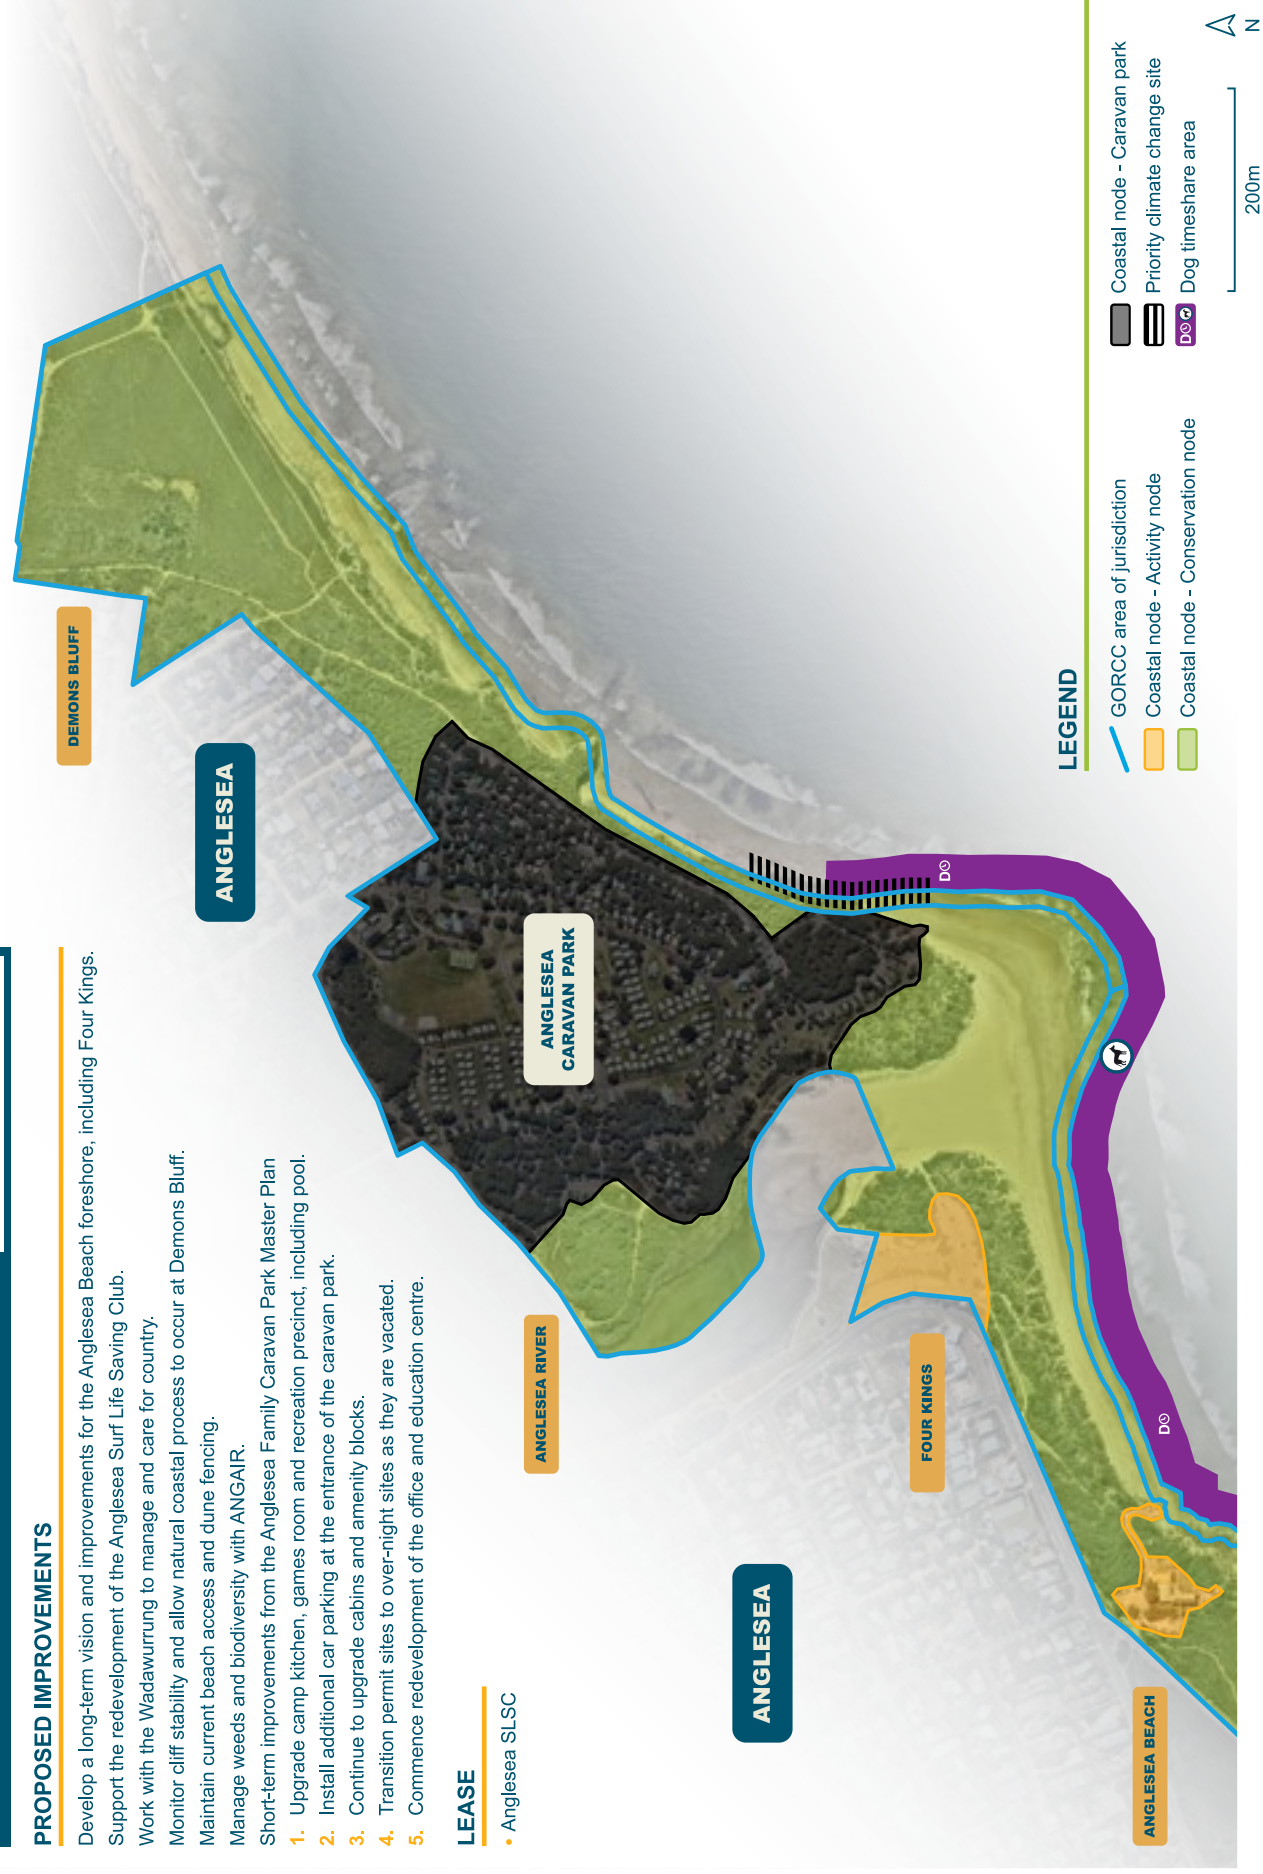 PROPOSED IMPROVEMENTS
Develop a long-term vision and improvements for the Anglesea Beach foreshore, including Four Kings.
Support the redevelopment of the Anglesea Surf Life Saving Club.
Work with the Wadawurrung to manage and care for country.
Monitor cliff stability and allow natural coastal process to occur at Demons Bluff.
Maintain current beach access and dune fencing.
Manage weeds and biodiversity with ANGAIR.
Short-term improvements from the Anglesea Family Caravan Park Master Plan
1. Upgrade camp kitchen, games room and recreation precinct, including pool.
2. Install additional car parking at the entrance of the caravan park.
3. Continue to upgrade cabins and amenity blocks.
4. Transition permit sites to over-night sites as they are vacated.
5. Commence redevelopment of the office and education centre.
LEASE
• Anglesea SLSC
DEMONS BLUFF
ANGLESEA
ANGLESEA
CARAVAN PARK
ANGLESEA RIVER
ANGLESEA
FOUR KINGS
D
D
ANGLESEA BEACH
LEGEND
GORCC area of jurisdiction
Coastal node - Activity node
Coastal node - Conservation node
Coastal node - Caravan park
Priority climate change site
D
Dog timeshare area
200m
N